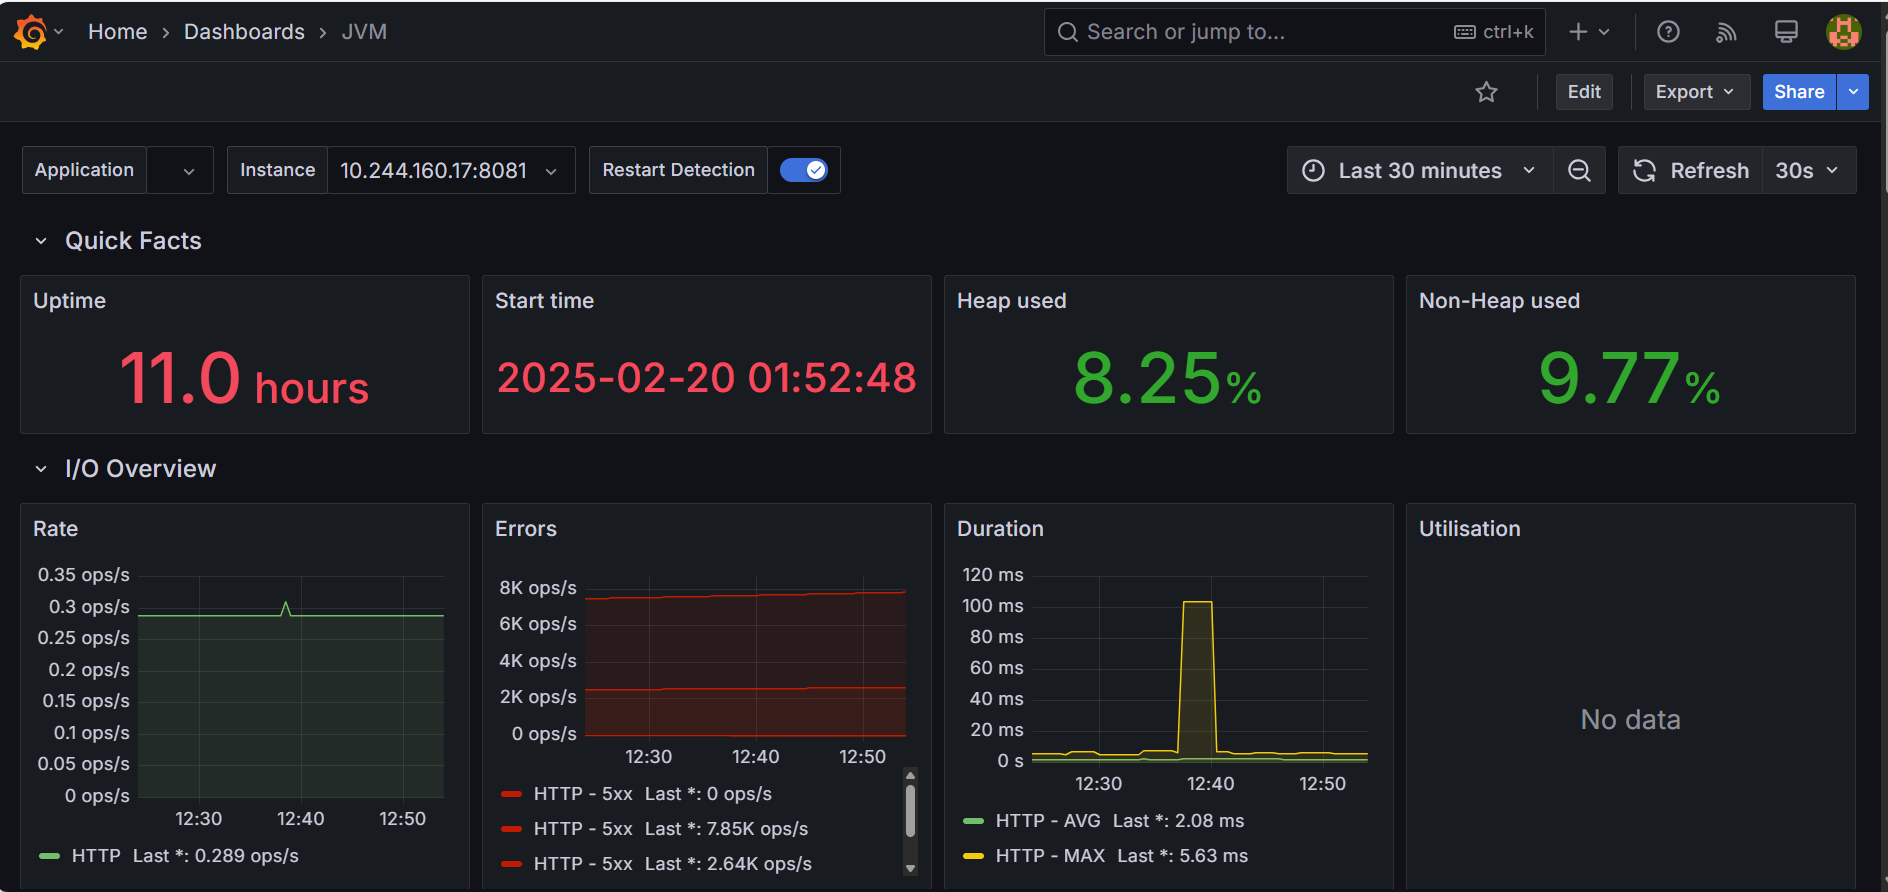 Home > Dashboards > JVM
Search or jump to...
ctrl+k
Edit
Export
Share
Application
Instance
10.244.160.17:8081
Restart Detection
Last 30 minutes
Refresh
30s
Quick Facts
Uptime
11.0 hours
Start time
2025-02-20 01:52:48
Heap used
8.25%
Non-Heap used
9.77%
I/O Overview
Rate
0.35 ops/s
0.3 ops/s
0.25 ops/s
0.2 ops/s
0.15 ops/s
0.1 ops/s
0.05 ops/s
0 ops/s
12:30 12:40 12:50
HTTP Last *: 0.289 ops/s
Errors
8K ops/s
6K ops/s
4K ops/s
2K ops/s
0 ops/s
12:30 12:40 12:50
HTTP - 5xx Last *: 0 ops/s
HTTP - 5xx Last *: 7.85K ops/s
HTTP - 5xx Last *: 2.64K ops/s
Duration
120 ms
100 ms
80 ms
60 ms
40 ms
20 ms
0 s
12:30 12:40 12:50
HTTP - AVG Last *: 2.08 ms
HTTP - MAX Last *: 5.63 ms
Utilisation
No data